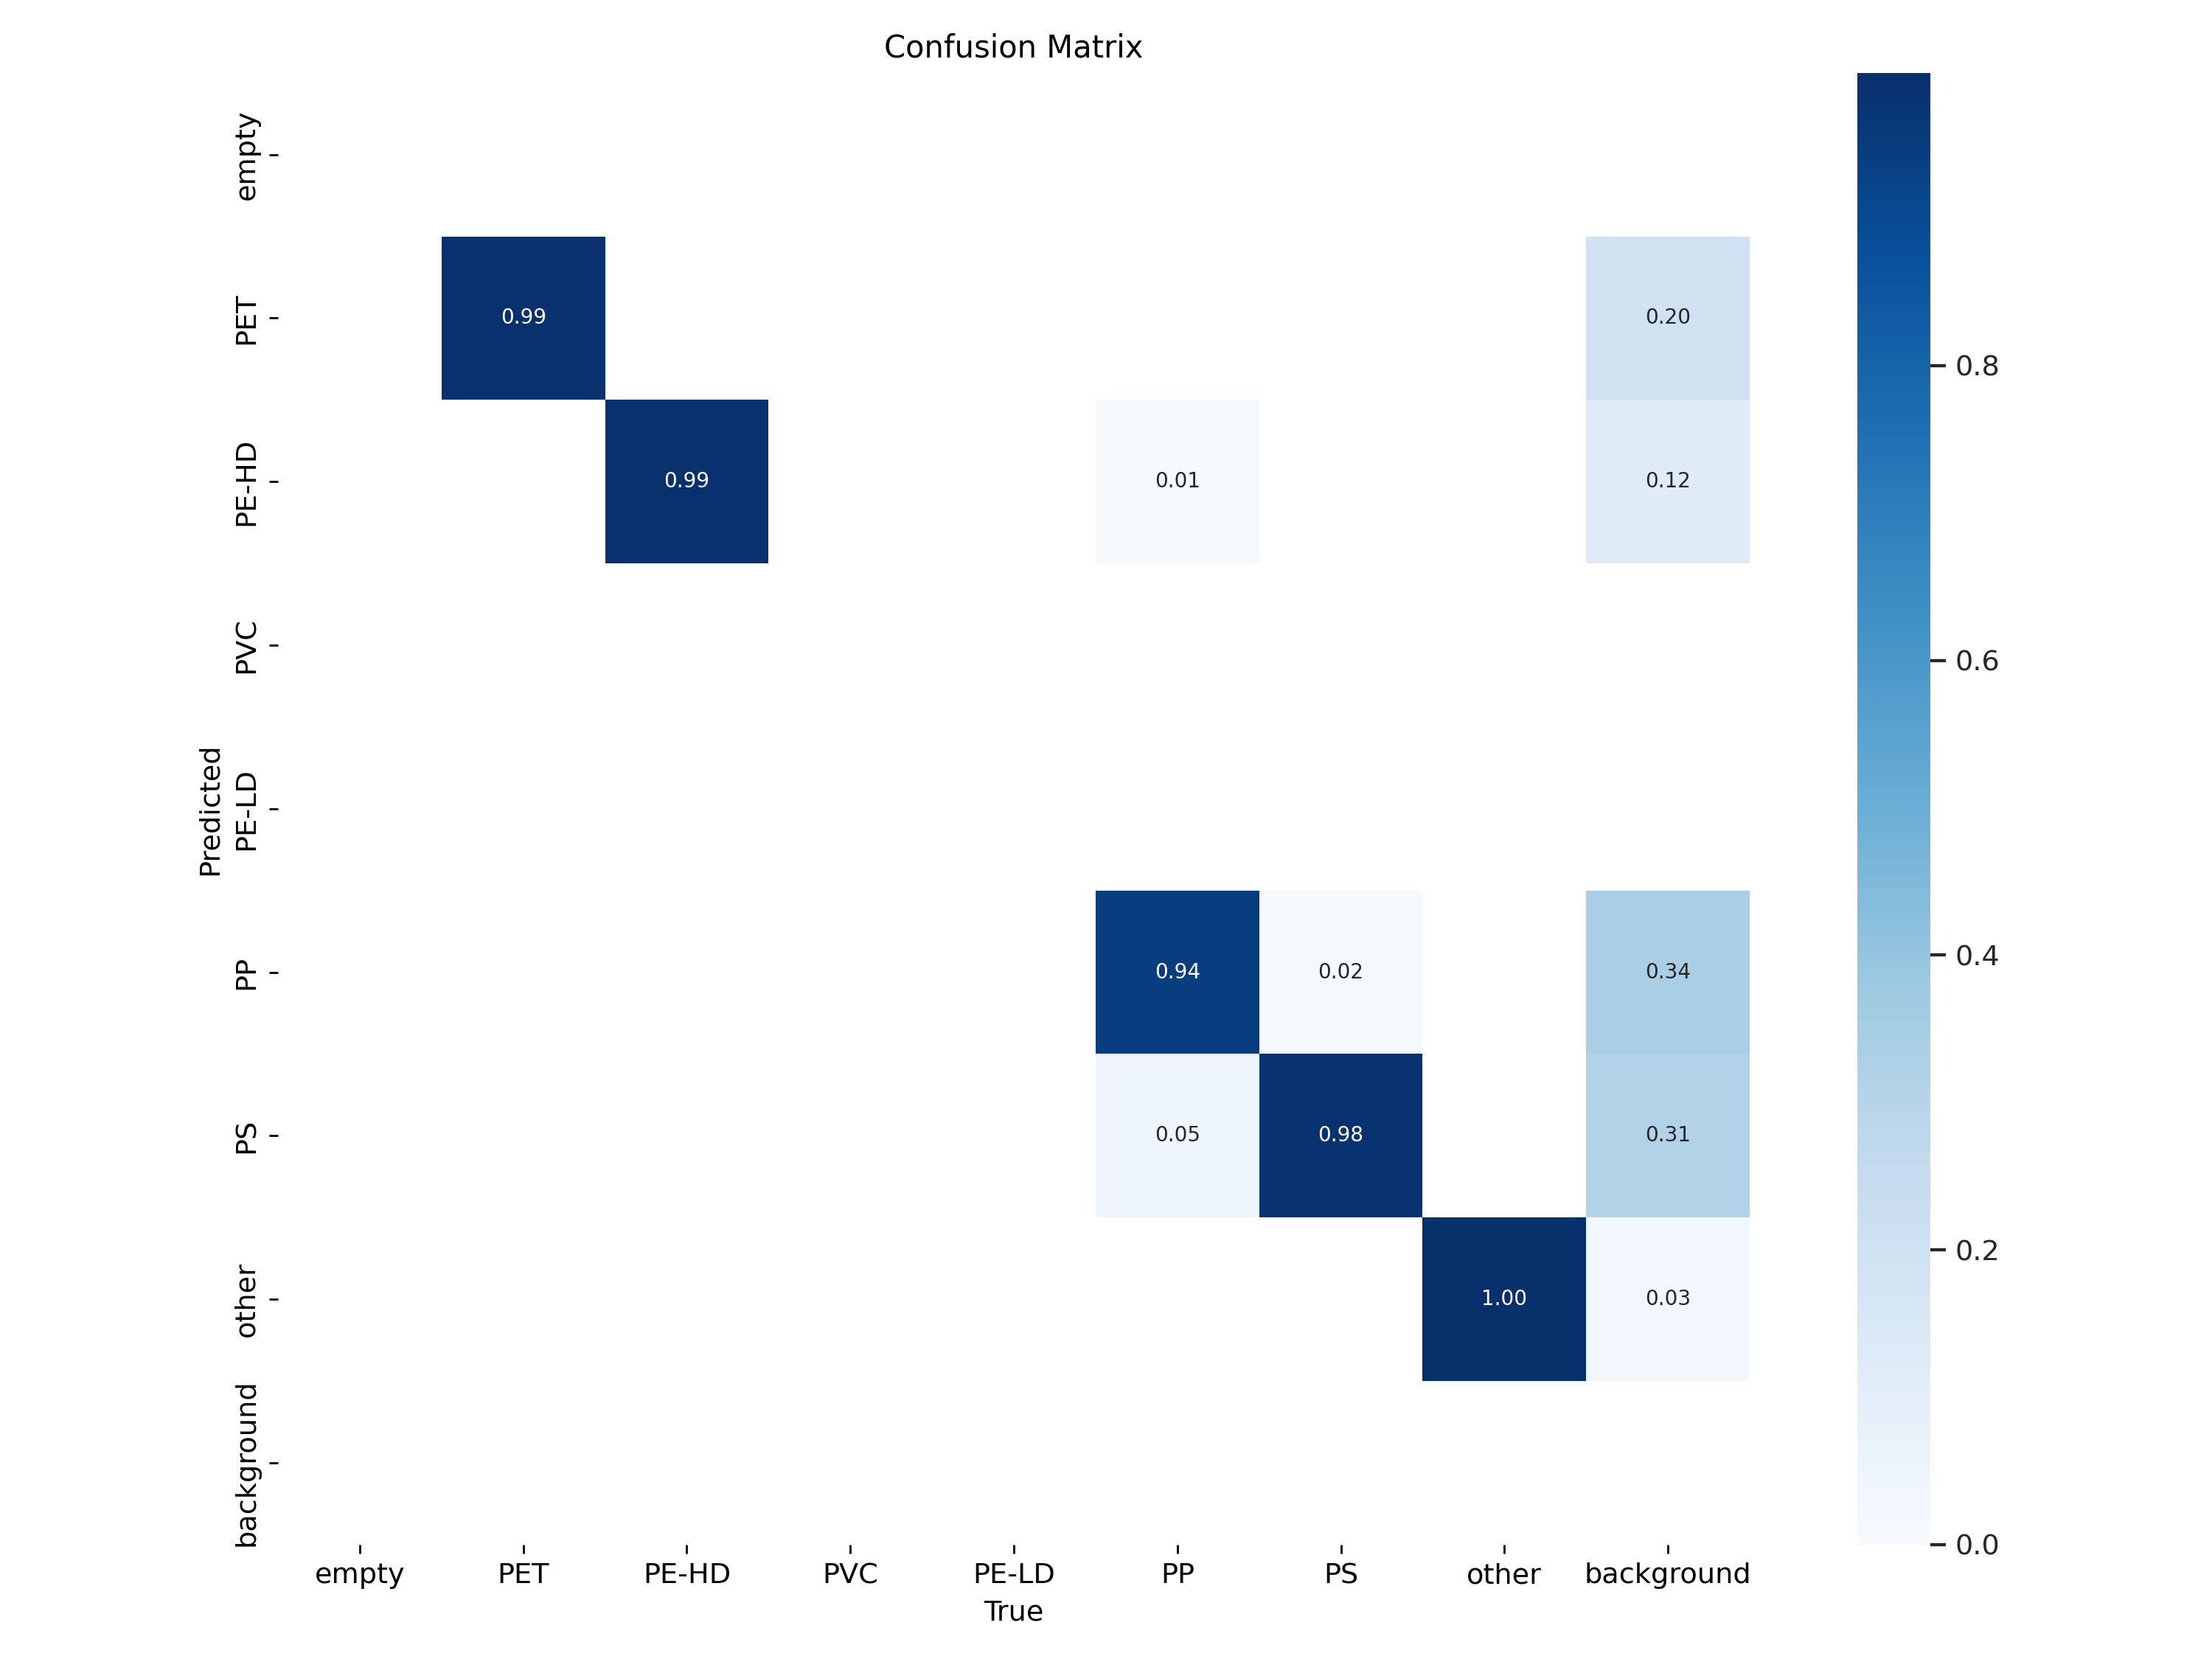 Confusion Matrix
empty
PET
0.99
0.20
PE-HD
0.99
0.01
0.12
PVC
PE-LD
Predicted
PP
0.94
0.02
0.34
PS
0.05
0.98
0.31
other
1.00
0.03
background
empty
PET
PE-HD
PVC
PE-LD
PP
PS
other
background
True
0.8
0.6
0.4
0.2
0.0